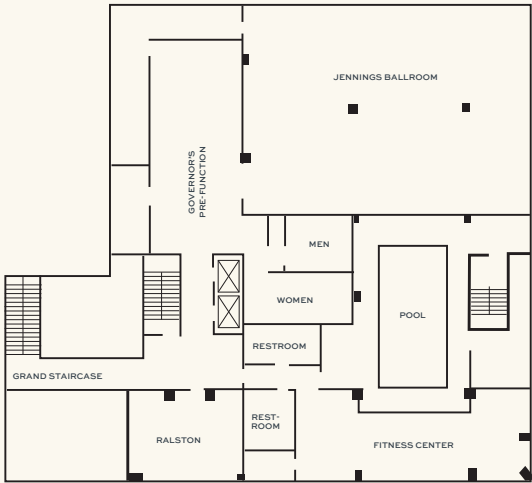 JENNINGS BALLROOM
GOVERNOR'S
PRE-FUNCTION
MEN
WOMEN
POOL
RESTROOM
GRAND STAIRCASE
REST-
ROOM
RALSTON
FITNESS CENTER